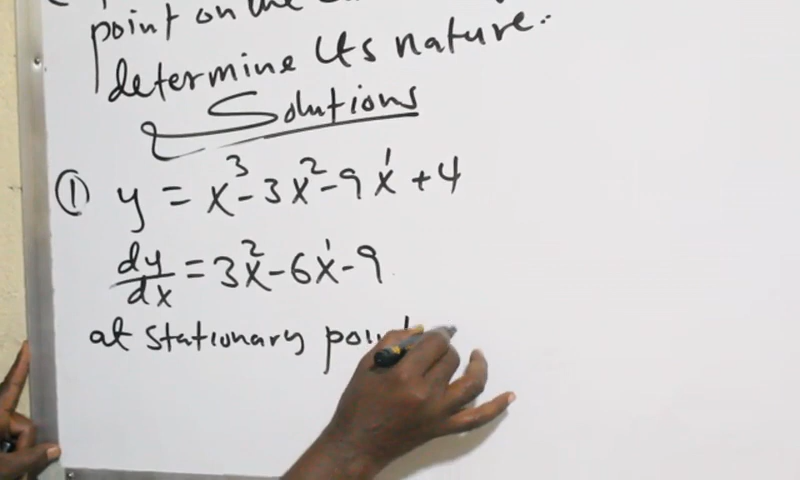 point on the
determine its nature.
Solutions
① y = x³ - 3x² - 9x¹ + 4
dy/dx = 3x² - 6x¹ - 9
at stationary point